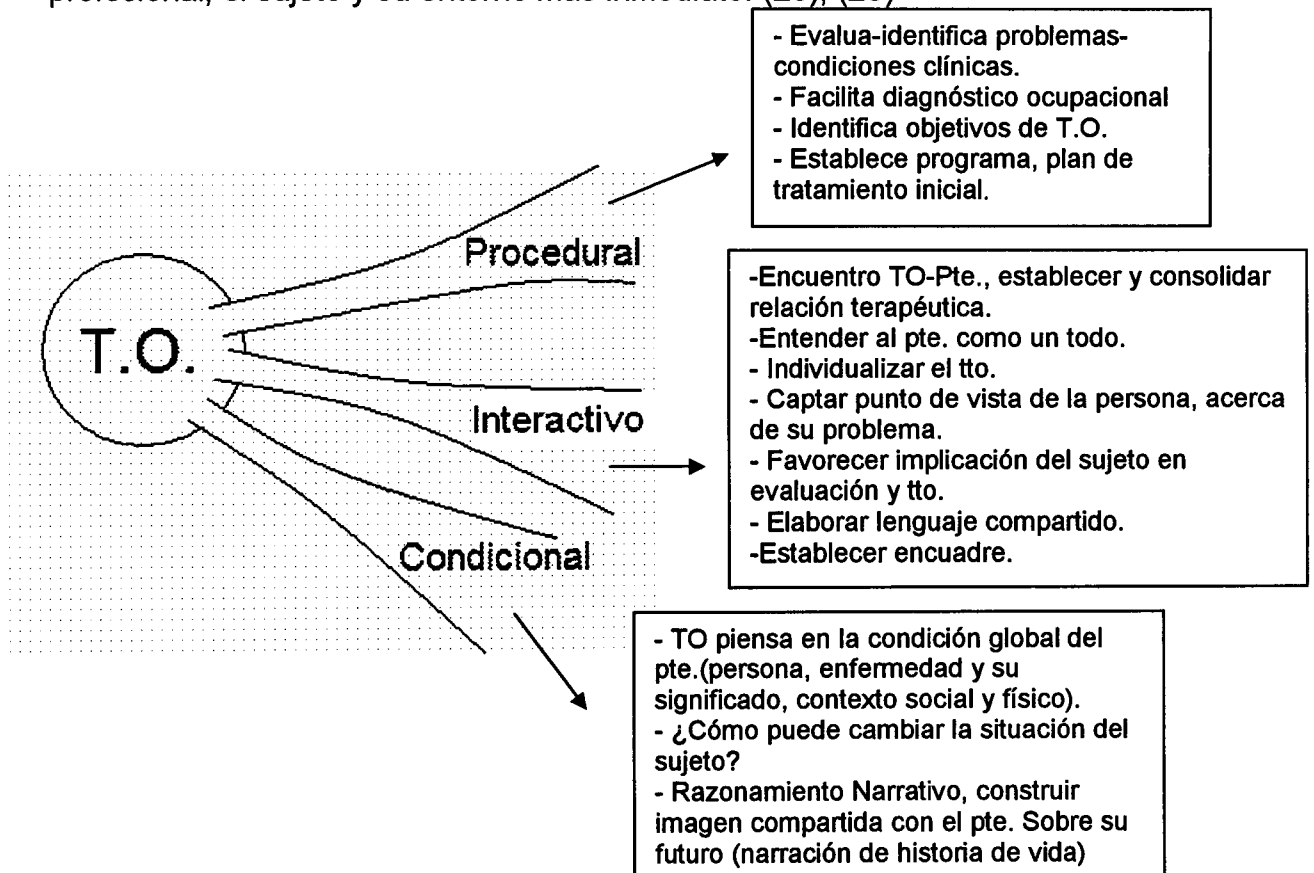 - Evalua-identifica problemas-
condiciones clínicas.
- Facilita diagnóstico ocupacional
- Identifica objetivos de T.O.
- Establece programa, plan de
tratamiento inicial.
Procedural
T.O.
Interactivo
Condicional
-Encuentro TO-Pte., establecer y consolidar
relación terapéutica.
-Entender al pte. como un todo.
- Individualizar el tto.
- Captar punto de vista de la persona, acerca
de su problema.
- Favorecer implicación del sujeto en
evaluación y tto.
- Elaborar lenguaje compartido.
-Establecer encuadre.
- TO piensa en la condición global del
pte.(persona, enfermedad y su
significado, contexto social y físico).
- ¿Cómo puede cambiar la situación del
sujeto?
- Razonamiento Narrativo, construir
imagen compartida con el pte. Sobre su
futuro (narración de historia de vida)